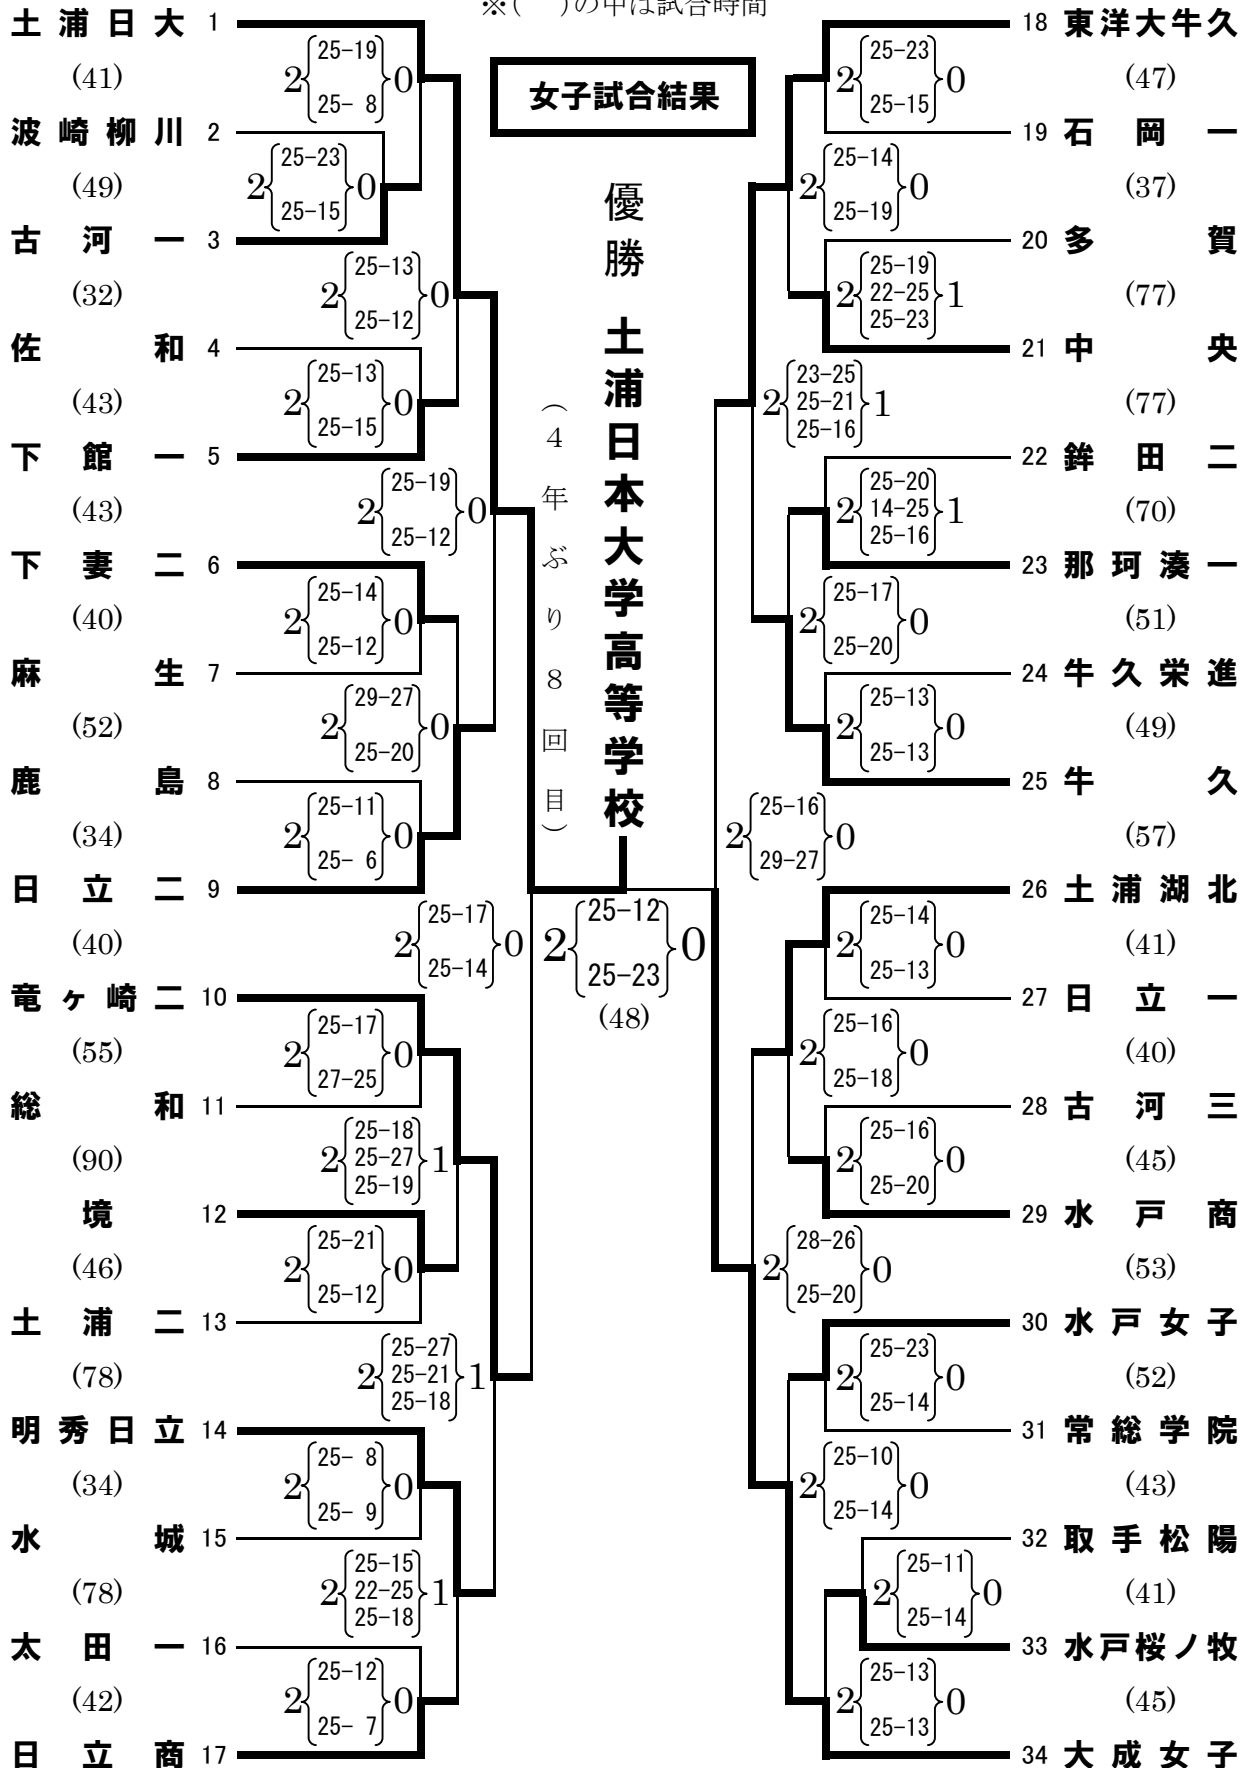 ※(　)の中は試合時間
女子試合結果
優勝 土浦日本大学高等学校
(4年ぶり8回目)
土浦日大 1
(41)
2 25-19 25- 8 0
波崎柳川 2
(49)
2 25-23 25-15 0
古河一 3
(32)
2 25-13 25-12 0
佐和 4
(43)
2 25-13 25-15 0
下館一 5
(43)
2 25-19 25-12 0
下妻二 6
(40)
2 25-14 25-12 0
麻生 7
(52)
2 29-27 25-20 0
鹿島 8
(34)
2 25-11 25- 6 0
日立二 9
(40)
2 25-17 25-14 0
竜ヶ崎二 10
(55)
2 25-17 27-25 0
総和 11
(90)
2 25-18 25-27 25-19 1
境 12
(46)
2 25-21 25-12 0
土浦二 13
(78)
2 25-27 25-21 25-18 1
明秀日立 14
(34)
2 25- 8 25- 9 0
水城 15
(78)
2 25-15 22-25 25-18 1
太田一 16
(42)
2 25-12 25- 7 0
日立商 17
2 25-12 25-23 0
(48)
18 東洋大牛久
2 25-23 25-15 0
(47)
19 石岡一
2 25-14 25-19 0
(37)
20 多賀
2 25-19 22-25 25-23 1
(77)
21 中央
2 23-25 25-21 25-16 1
(77)
22 鉾田二
2 25-20 14-25 25-16 1
(70)
23 那珂湊一
2 25-17 25-20 0
(51)
24 牛久栄進
2 25-13 25-13 0
(49)
25 牛久
2 25-16 29-27 0
(57)
26 土浦湖北
2 25-14 25-13 0
(41)
27 日立一
2 25-16 25-18 0
(40)
28 古河三
2 25-16 25-20 0
(45)
29 水戸商
2 28-26 25-20 0
(53)
30 水戸女子
2 25-23 25-14 0
(52)
31 常総学院
2 25-10 25-14 0
(43)
32 取手松陽
2 25-11 25-14 0
(41)
33 水戸桜ノ牧
2 25-13 25-13 0
(45)
34 大成女子